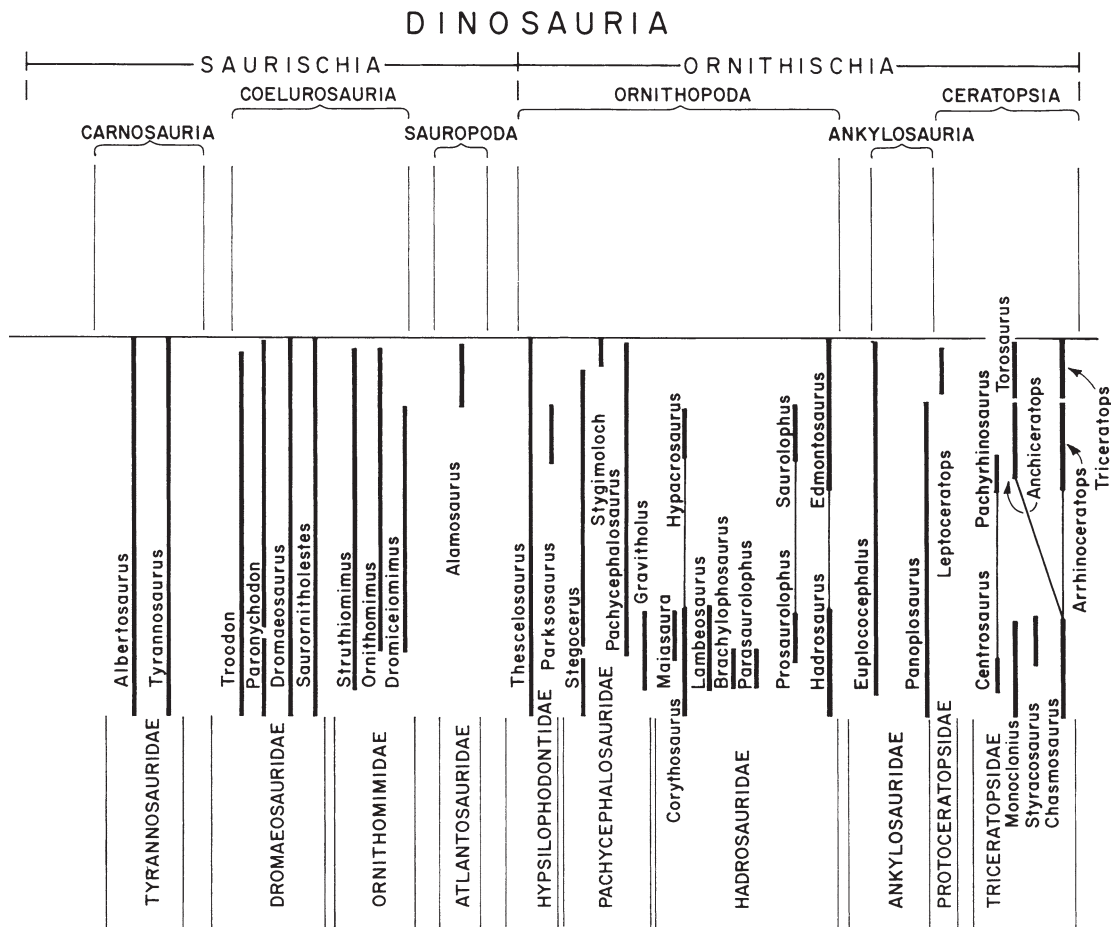 DINOSAURIA
SAURISCHIA
ORNITHISCHIA
COELUROSAURIA
ORNITHOPODA
CERATOPSIA
CARNOSAURIA
SAUROPODA
ANKYLOSAURIA
Albertosaurus
Tyrannosaurus
Troodon
Paronychodon
Dromaeosaurus
Saurornitholestes
Struthiomimus
Ornithomimus
Dromiceiomimus
Alamosaurus
Thescelosaurus
Parksosaurus
Stegocerus
Stygimoloch
Pachycephalosaurus
Gravitholus
Maiasaura
Hypacrosaurus
Corythosaurus
Lambeosaurus
Brachylophosaurus
Parasaurolophus
Prosaurolophus
Saurolophus
Hadrosaurus
Edmontosaurus
Euplocephalus
Panoplosaurus
Leptoceratops
Centrosaurus
Pachyrhinosaurus
Torosaurus
Anchiceratops
Monoclonius
Styracosaurus
Chasmosaurus
Arrhinoceratops
Triceratops
TYRANNOSAURIDAE
DROMAEOSAURIDAE
ORNITHOMIMIDAE
ATLANTOSAURIDAE
HYPSILOPHODONTIDAE
PACHYCEPHALOSAURIDAE
HADROSAURIDAE
ANKYLOSAURIDAE
PROTOCERATOPSIDAE
TRICERATOPSIDAE